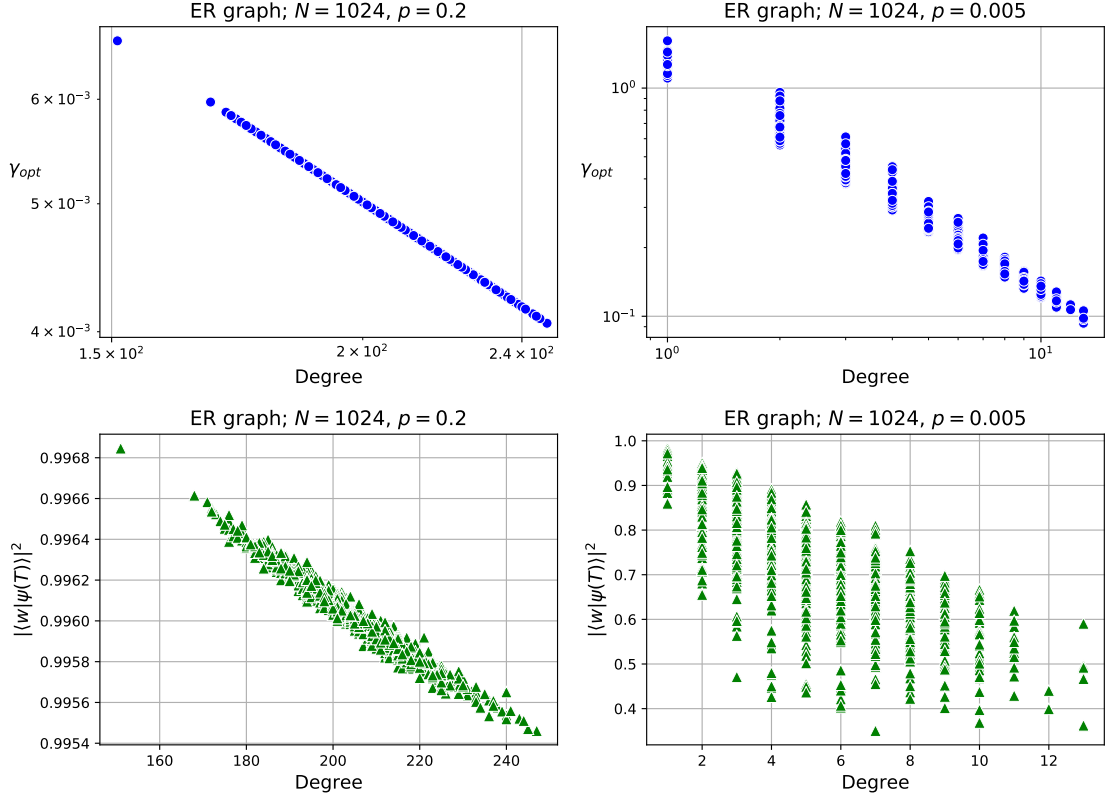 ER graph; N = 1024, p = 0.2
6 × 10⁻³
γopt
5 × 10⁻³
4 × 10⁻³
1.5 × 10² 2 × 10² 2.4 × 10²
Degree
ER graph; N = 1024, p = 0.005
10⁰
γopt
10⁻¹
10⁰ 10¹
Degree
ER graph; N = 1024, p = 0.2
0.9968
0.9966
0.9964
0.9962
0.9960
0.9958
0.9956
0.9954
|⟨w|ψ(T)⟩|²
160 180 200 220 240
Degree
ER graph; N = 1024, p = 0.005
1.0
0.9
0.8
0.7
0.6
0.5
0.4
|⟨w|ψ(T)⟩|²
2 4 6 8 10 12
Degree